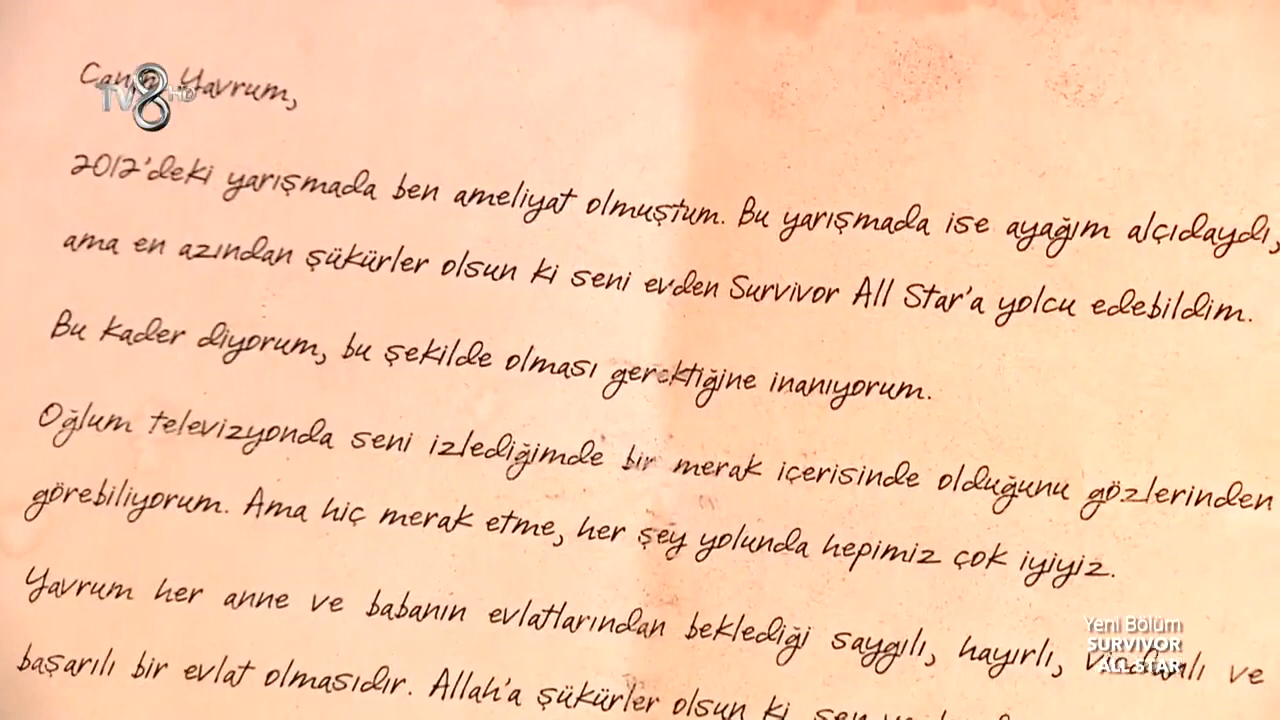 Canım Yavrum,
TV8 HD
2012'deki yarışmada ben ameliyat olmuştum. Bu yarışmada ise ayağım alçıdaydı,
ama en azından şükürler olsun ki seni evden Survivor All Star'a yolcu edebildim.
Bu kader diyorum, bu şekilde olması gerektiğine inanıyorum.
Oğlum televizyonda seni izlediğimde bir merak içerisinde olduğunu gözlerinden
görebiliyorum. Ama hiç merak etme, her şey yolunda hepimiz çok iyiyiz.
Yavrum her anne ve babanın evlatlarından beklediği saygılı, hayırlı, vicdanlı ve
başarılı bir evlat olmasıdır. Allah'a şükürler olsun ki sen
Yeni Bölüm
SURVIVOR
ALL STAR